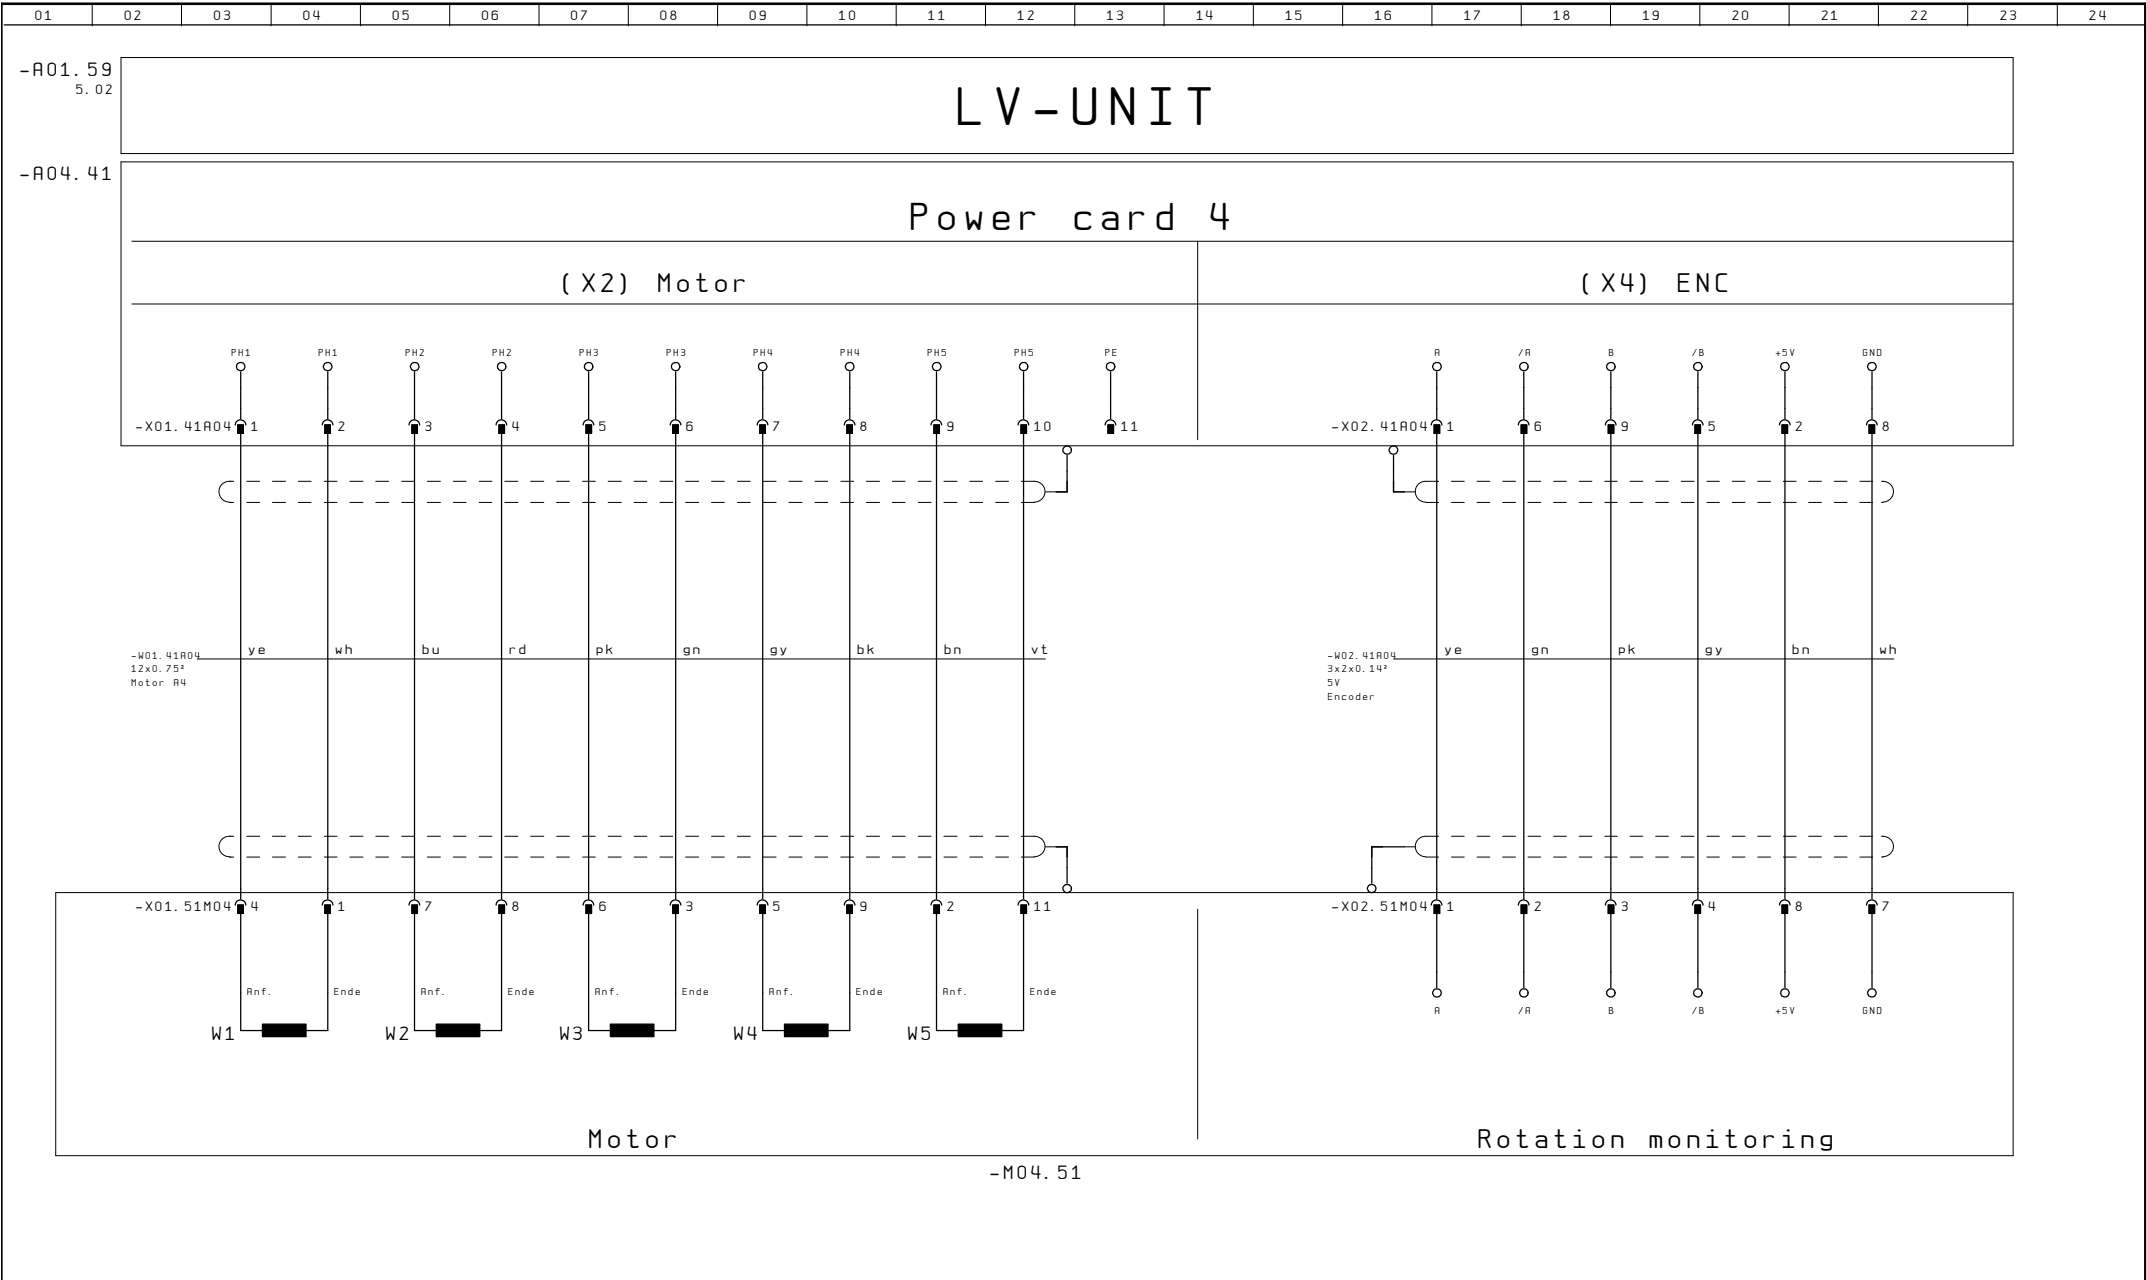 01 02 03 04 05 06 07 08 09 10 11 12 13 14 15 16 17 18 19 20 21 22 23 24
-A01.59
5.02
LV-UNIT
-A04.41
Power card 4
(X2) Motor (X4) ENC
PH1 PH1 PH2 PH2 PH3 PH3 PH4 PH4 PH5 PH5 PE A /A B /B +5V GND
-X01.41A04 1 2 3 4 5 6 7 8 9 10 11 -X02.41A04 1 6 9 5 2 8
ye wh bu rd pk gn gy bk bn vt ye gn pk gy bn wh
-W01.41A04
12x0.75²
Motor A4
-W02.41A04
3x2x0.14²
5V
Encoder
-X01.51M04 4 1 7 8 6 3 5 9 2 11 -X02.51M04 1 2 3 4 8 7
Anf. Ende Anf. Ende Anf. Ende Anf. Ende Anf. Ende
A /A B /B +5V GND
W1 W2 W3 W4 W5
Motor Rotation monitoring
-M04.51